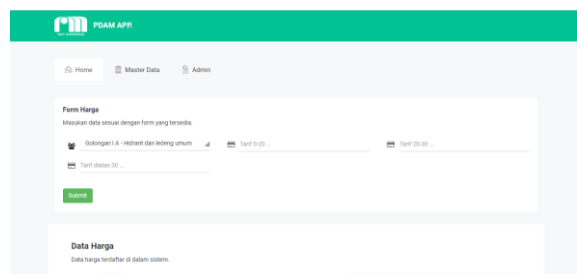 PDAM APP.
Home Master Data Admin
Form Harga
Masukan data sesuai dengan form yang tersedia.
Golongan I A - Hidrant dan ledeng umum Tarif 0-20 ... Tarif 20-30 ...
Tarif diatas 30 ...
Submit
Data Harga
Data harga terdaftar di dalam sistem.